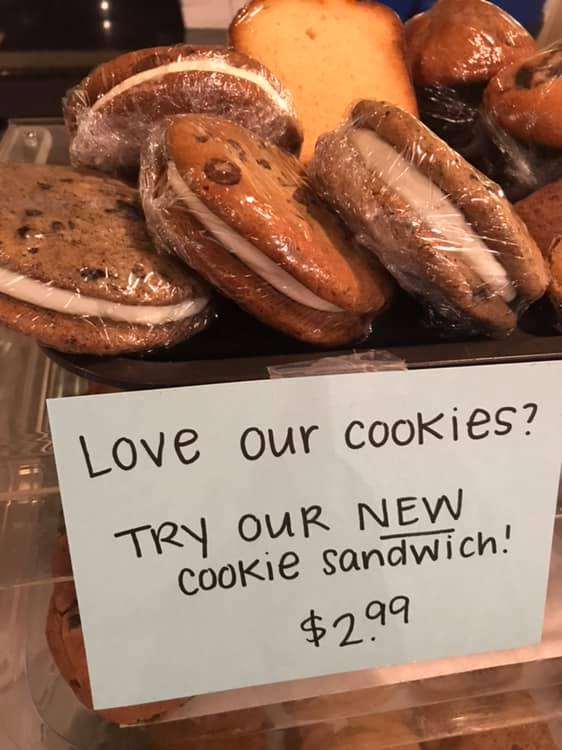 Love our cookies?
TRY OUR NEW
cookie sandwich!
$2.99